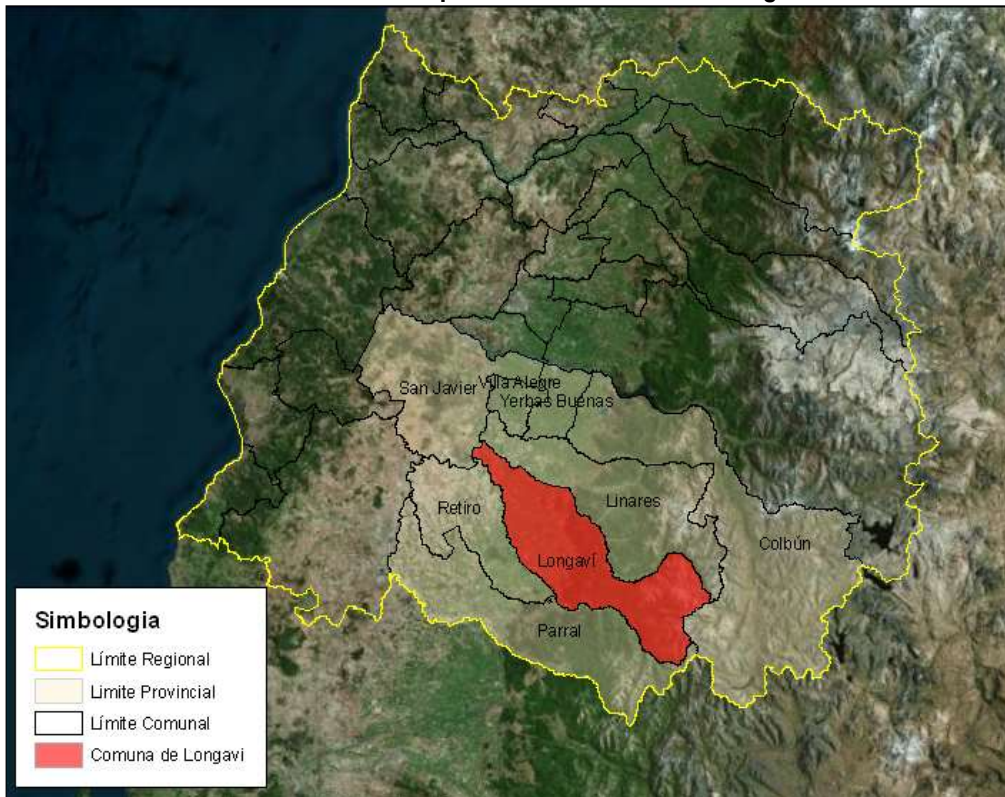 San Javier
Villa Alegre
Yerbas Buenas
Retiro
Linares
Longaví
Colbún
Parral
Simbologia
Límite Regional
Limite Provincial
Límite Comunal
Comuna de Longavi